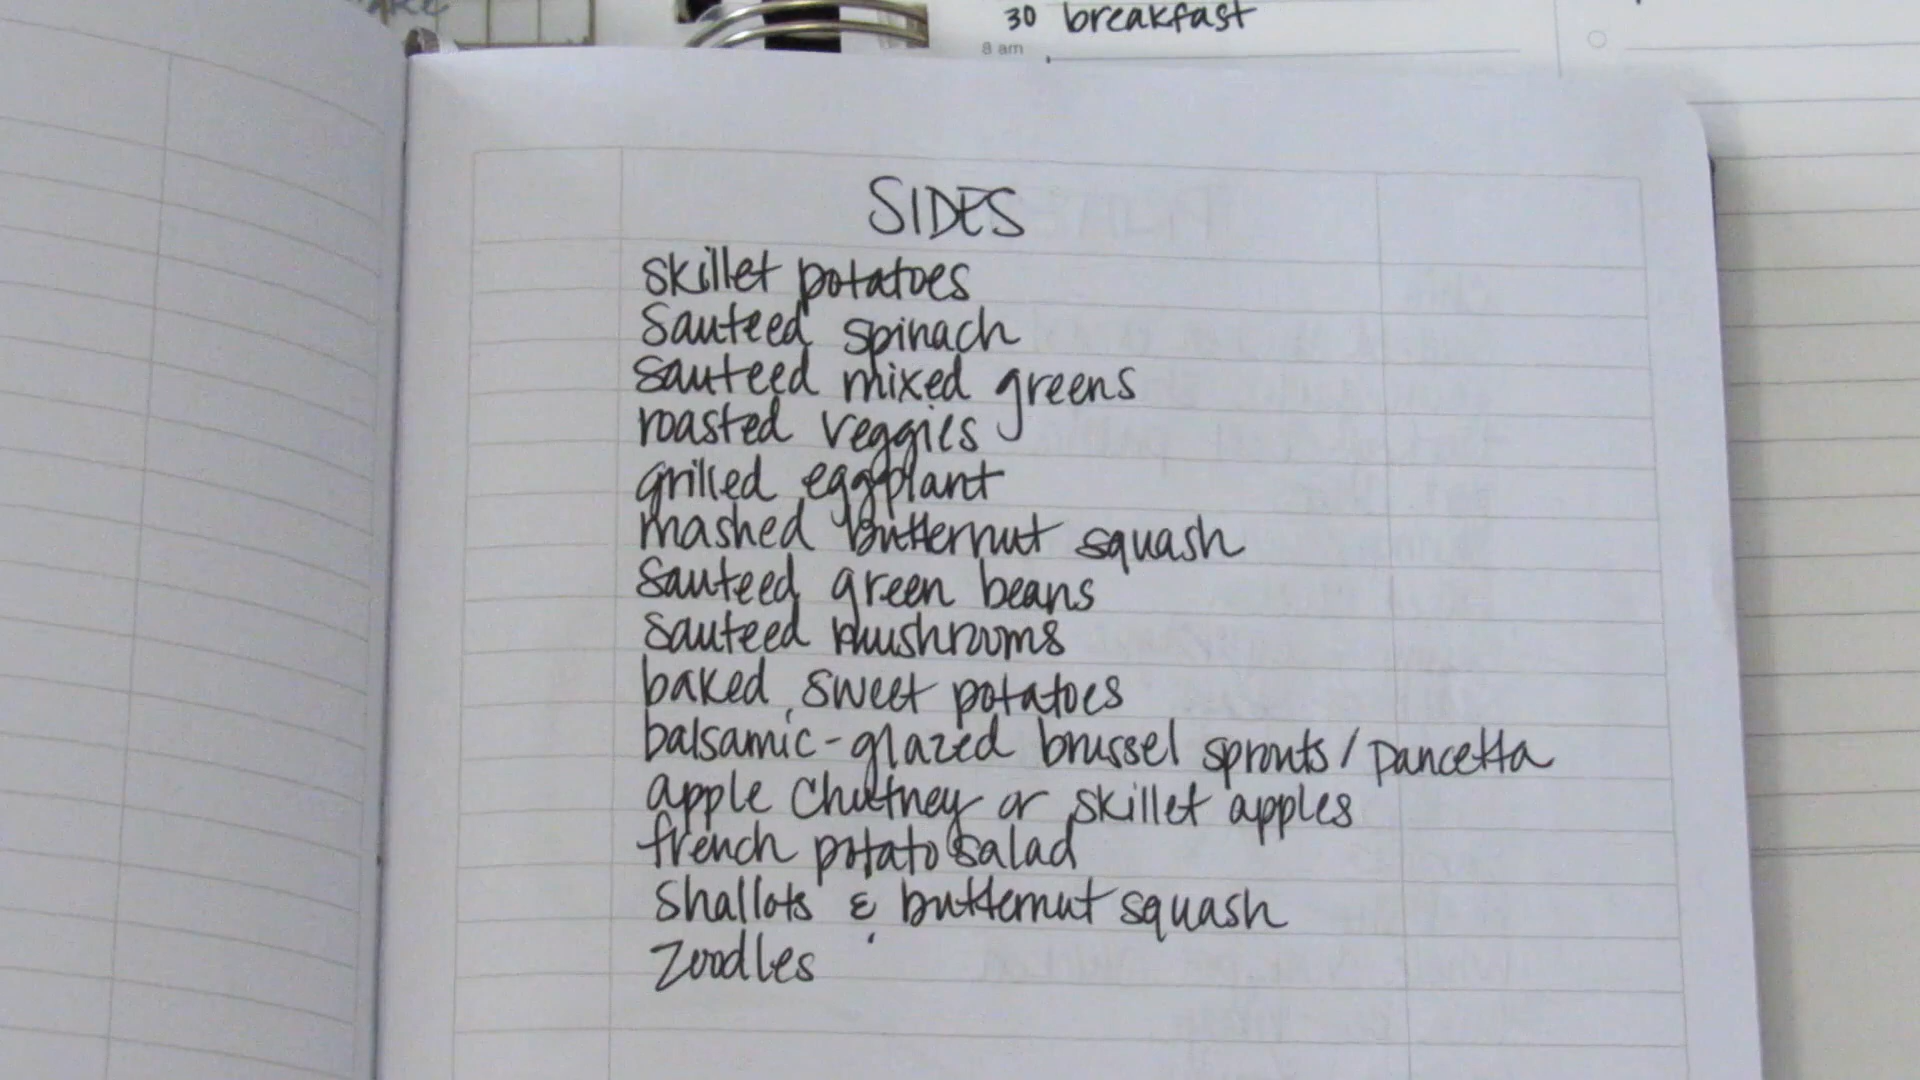 30 breakfast
8 am
SIDES
skillet potatoes
sauteed spinach
sauteed mixed greens
roasted veggies
grilled eggplant
mashed butternut squash
sauteed green beans
sauteed mushrooms
baked sweet potatoes
balsamic-glazed brussel sprouts/pancetta
apple chutney or skillet apples
french potato salad
shallots & butternut squash
zoodles